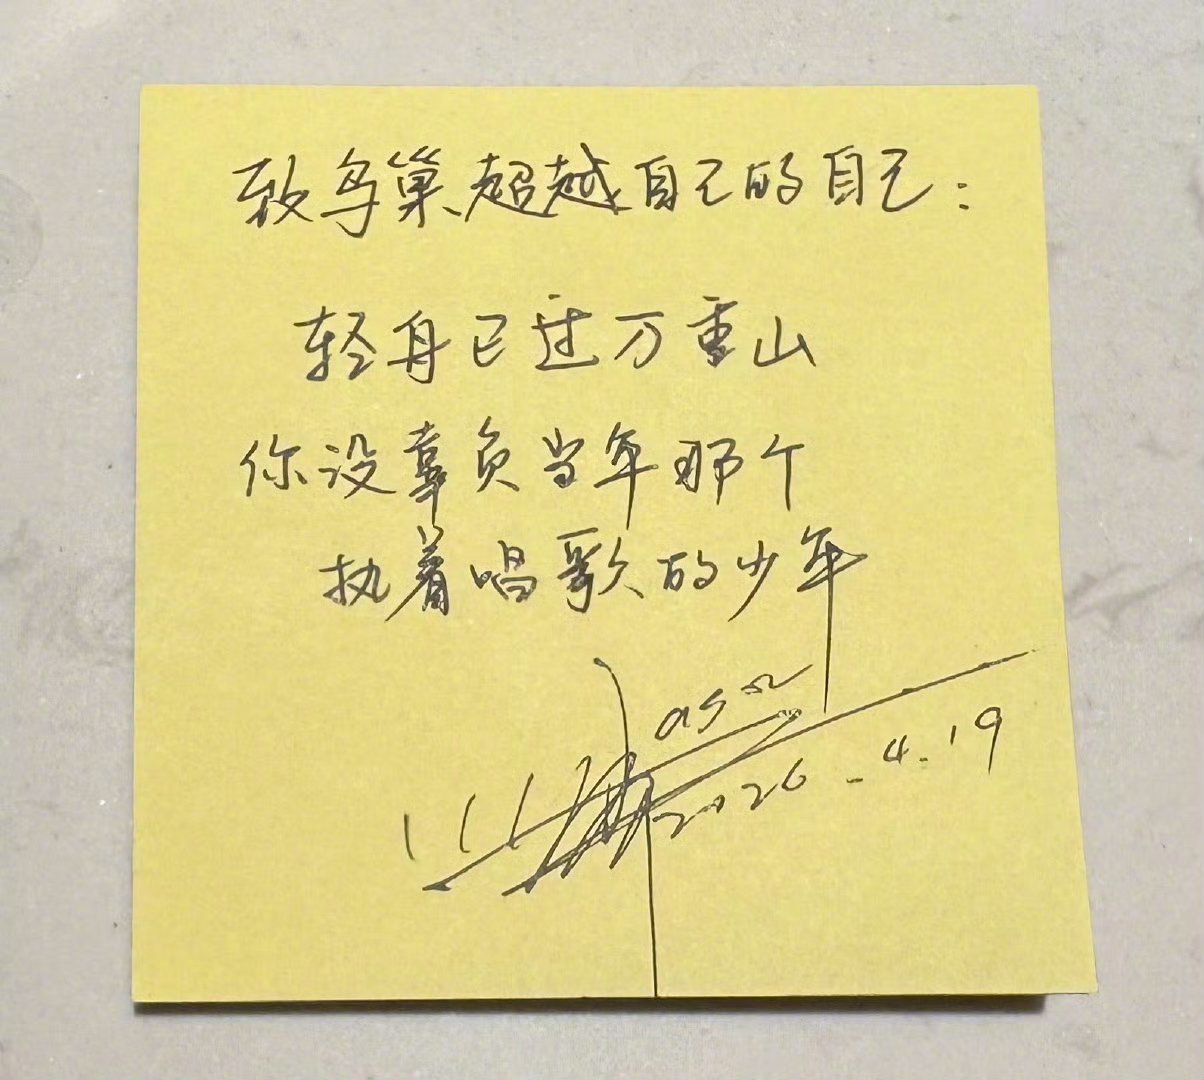 致鸟巢超越自己的自己：
轻舟已过万重山
你没辜负当年那个
执着唱歌的少年
2026.4.19